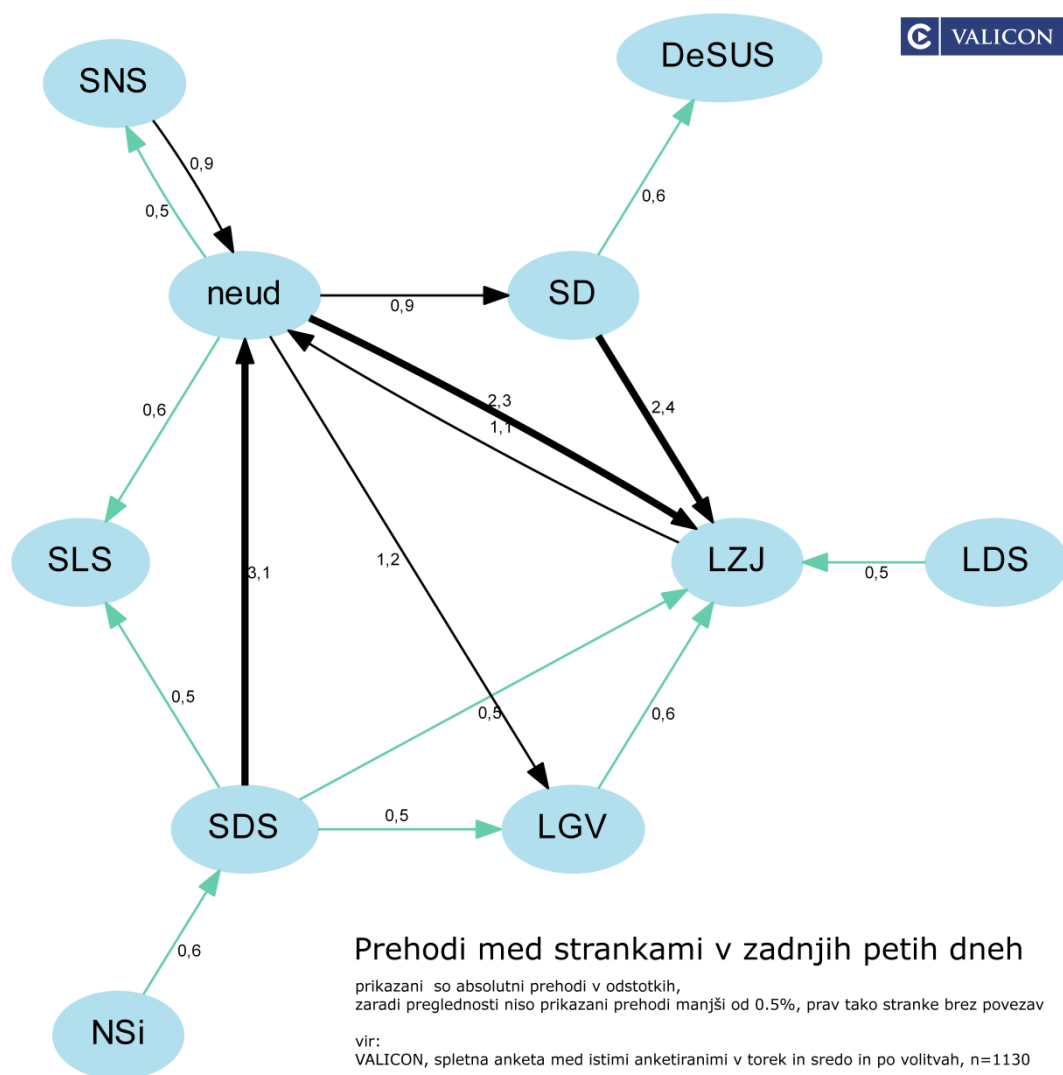 VALICON
DeSUS
SNS
0,9
0,5
0,6
neud
SD
0,9
2,3
2,4
1,1
0,6
SLS
1,2
LZJ
LDS
0,5
3,1
0,5
0,5
0,6
SDS
0,5
LGV
0,6
NSi
Prehodi med strankami v zadnjih petih dneh
prikazani so absolutni prehodi v odstotkih,
zaradi preglednosti niso prikazani prehodi manjši od 0.5%, prav tako stranke brez povezav
vir:
VALICON, spletna anketa med istimi anketiranimi v torek in sredo in po volitvah, n=1130